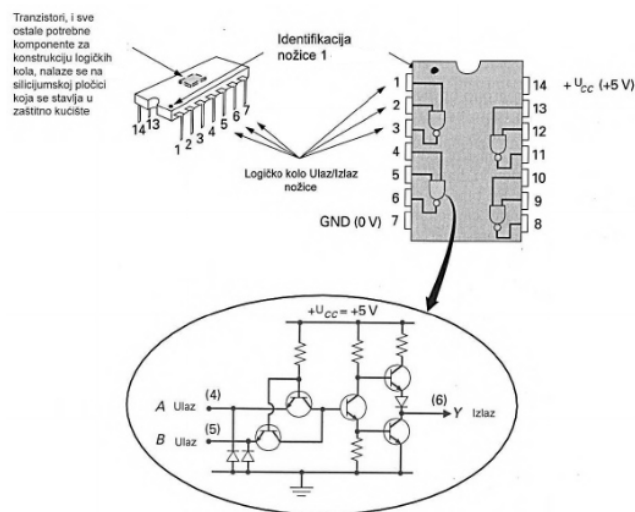 Tranzistori, i sve
ostale potrebne
komponente za
konstrukciju logičkih
kola, nalaze se na
silicijumskoj pločici
koja se stavlja u
zaštitno kućište
Identifikacija
nožice 1
14 13
1 2 3 4 5 6 7
Logičko kolo Ulaz/Izlaz
nožice
1
2
3
4
5
6
GND (0 V) 7
14 + Ucc (+5 V)
13
12
11
10
9
8
+Ucc = +5 V
A Ulaz (4)
B Ulaz (5)
(6)
Y Izlaz